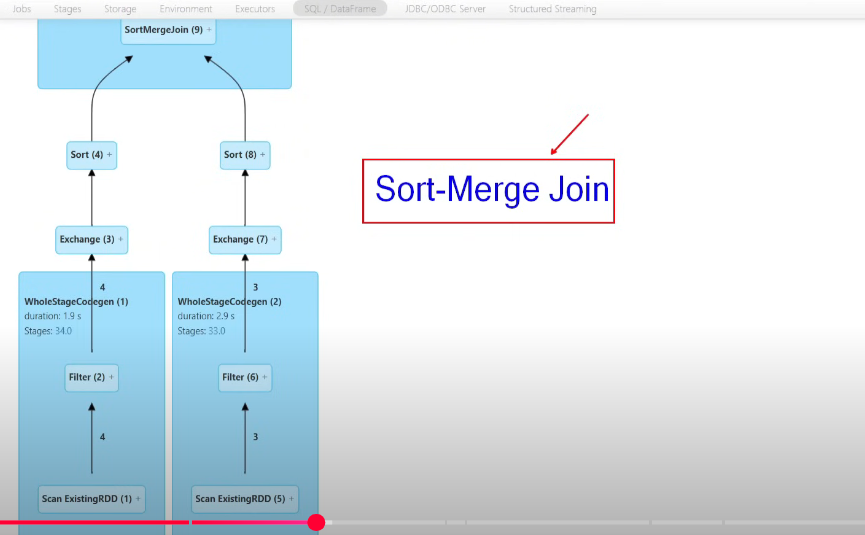 Jobs Stages Storage Environment Executors SQL / DataFrame JDBC/ODBC Server Structured Streaming
SortMergeJoin (9) +
Sort (4) +
Sort (8) +
Sort-Merge Join
Exchange (3) +
Exchange (7) +
4
3
WholeStageCodegen (1)
duration: 1.9 s
Stages: 34.0
WholeStageCodegen (2)
duration: 2.9 s
Stages: 33.0
Filter (2) +
Filter (6) +
4
3
Scan ExistingRDD (1) +
Scan ExistingRDD (5) +